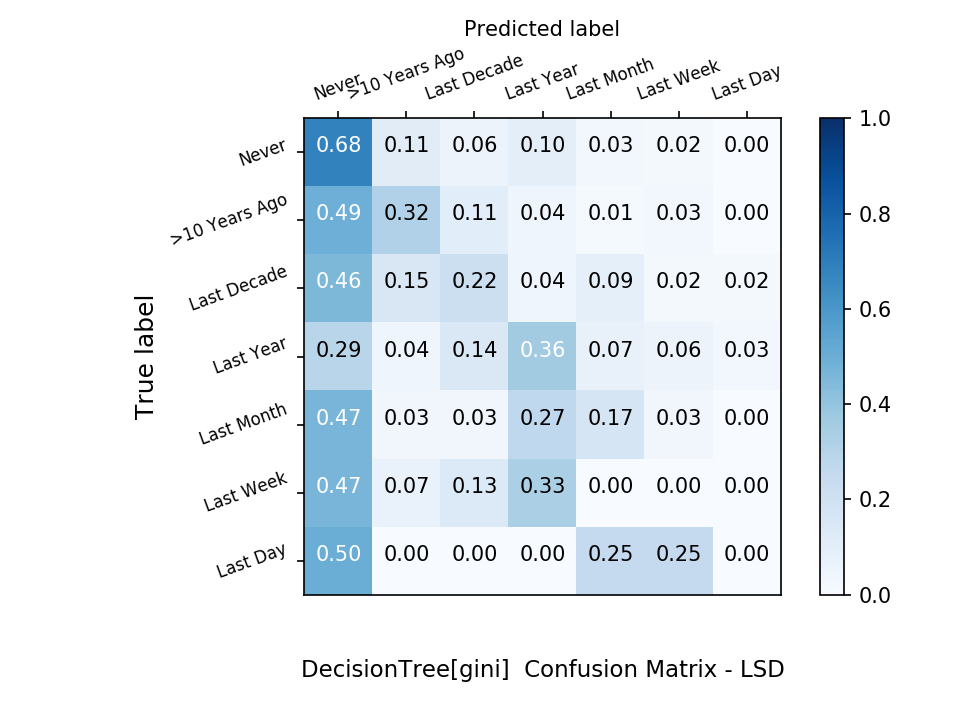 Predicted label
Never >10 Years Ago Last Decade Last Year Last Month Last Week Last Day
1.0
Never 0.68 0.11 0.06 0.10 0.03 0.02 0.00
0.8
>10 Years Ago 0.49 0.32 0.11 0.04 0.01 0.03 0.00
Last Decade 0.46 0.15 0.22 0.04 0.09 0.02 0.02
0.6
True label
Last Year 0.29 0.04 0.14 0.36 0.07 0.06 0.03
0.4
Last Month 0.47 0.03 0.03 0.27 0.17 0.03 0.00
Last Week 0.47 0.07 0.13 0.33 0.00 0.00 0.00
0.2
Last Day 0.50 0.00 0.00 0.00 0.25 0.25 0.00
0.0
DecisionTree[gini]  Confusion Matrix - LSD